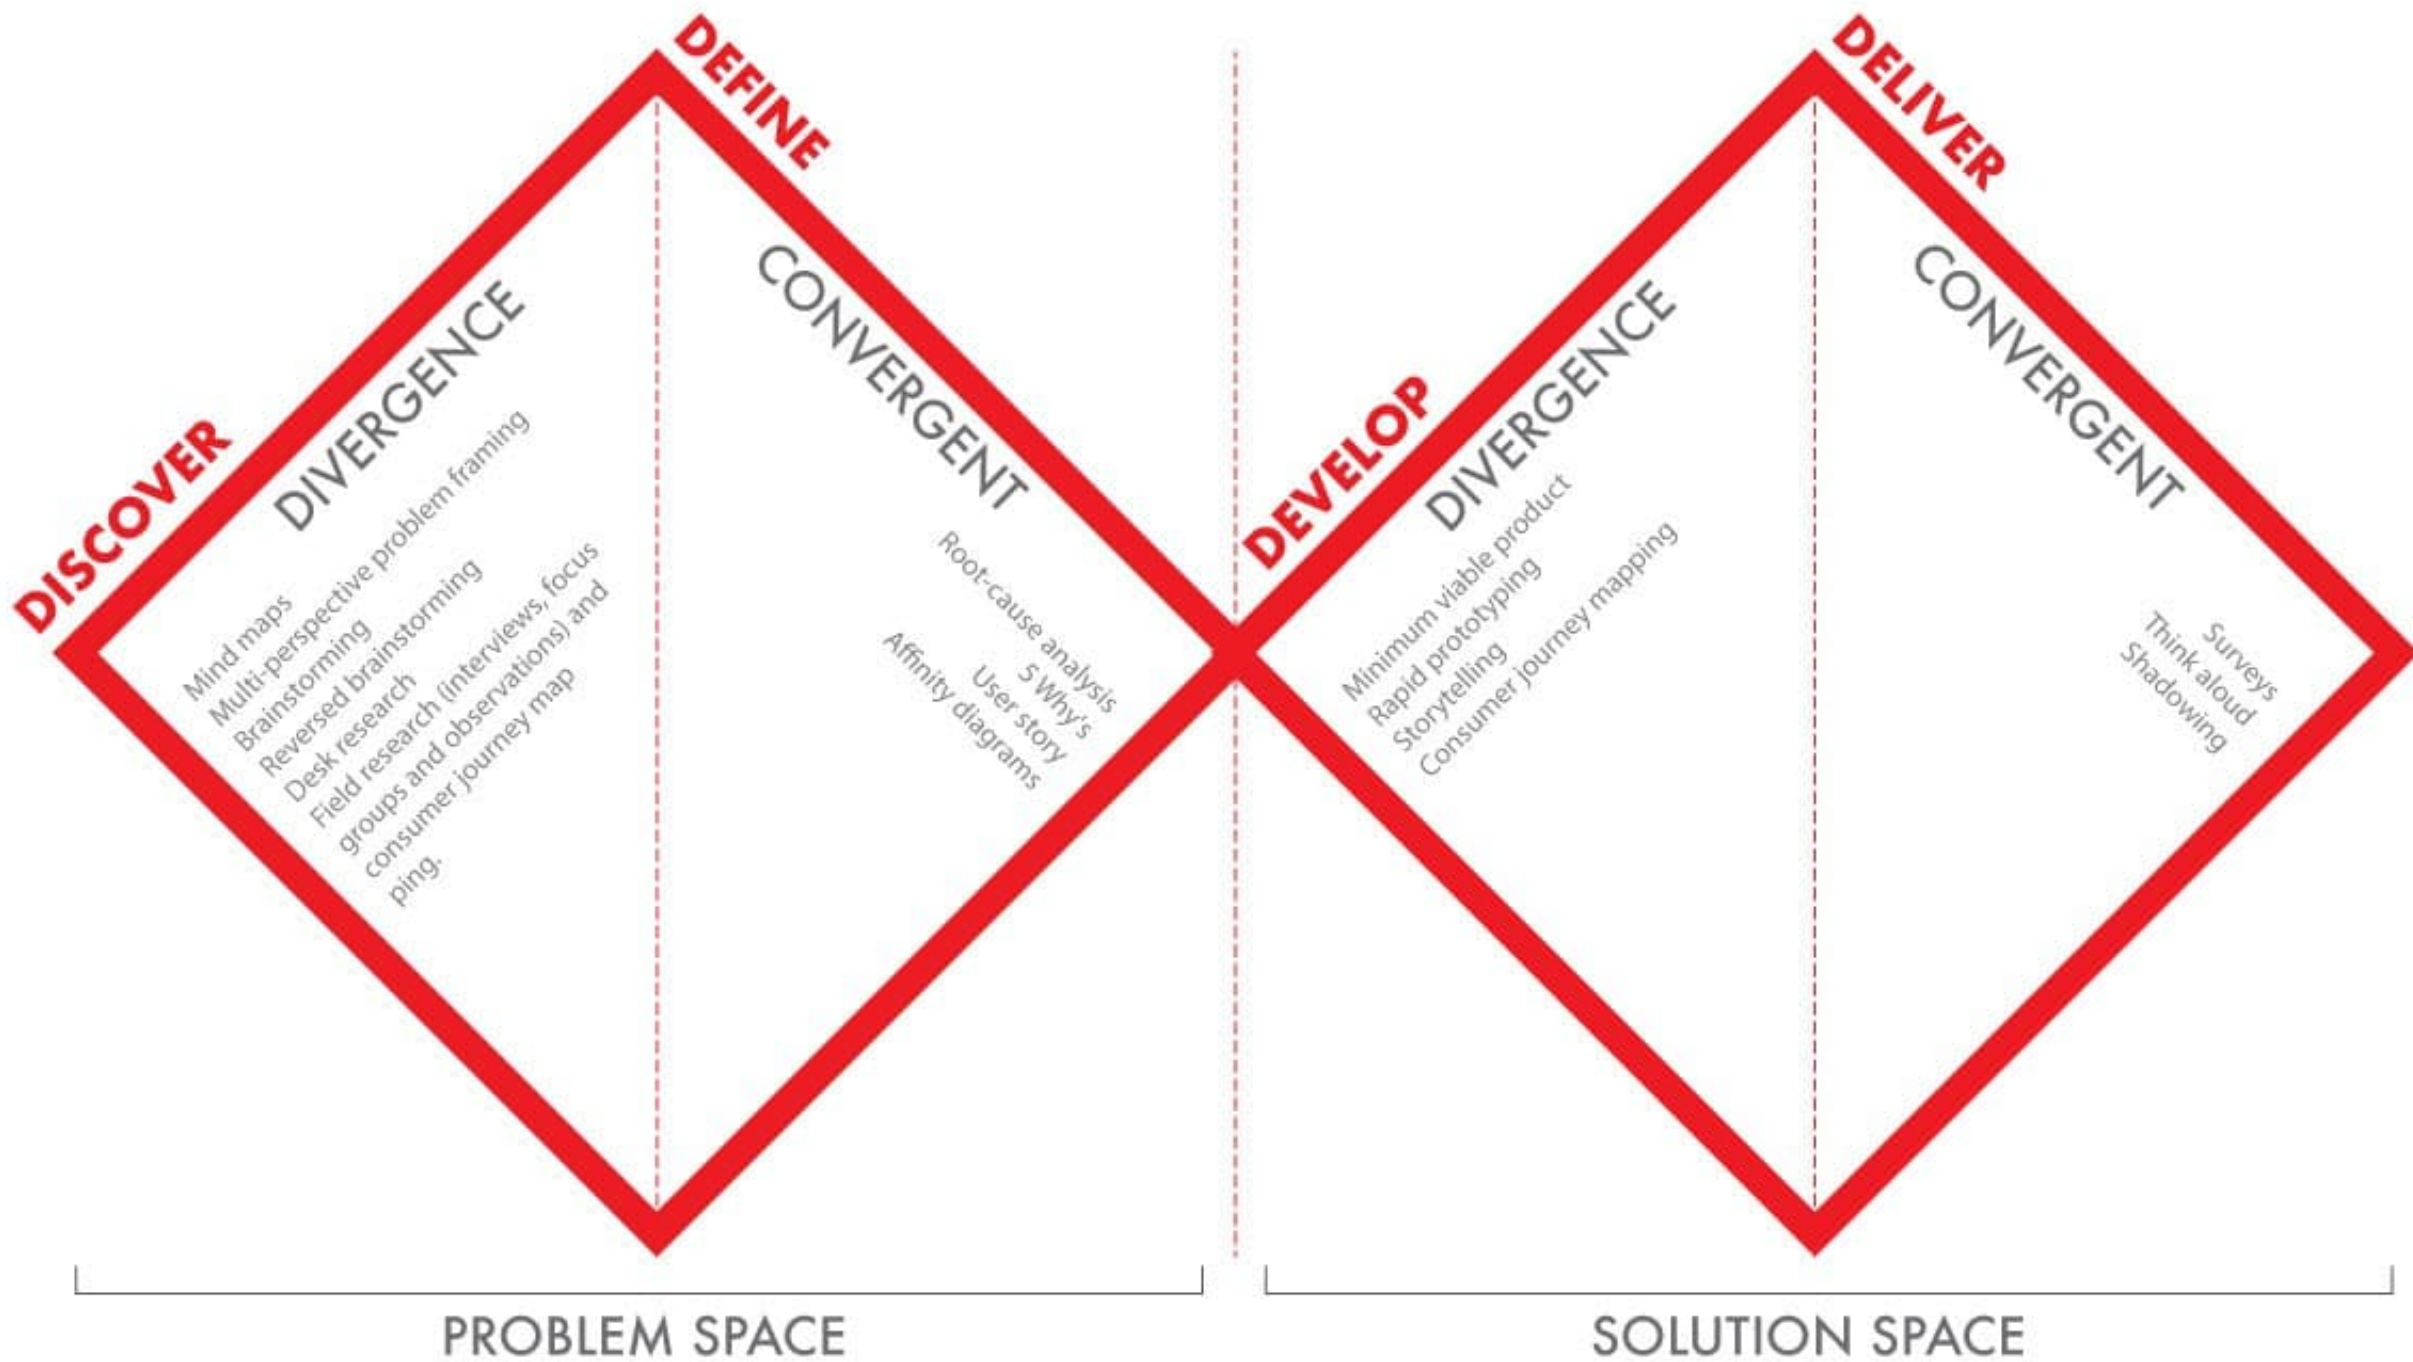 DISCOVER
DIVERGENCE
Mind maps
Multi-perspective problem framing
Brainstorming
Reversed brainstorming
Desk research
Field research (interviews, focus
groups and observations) and
consumer journey map
ping.
DEFINE
CONVERGENT
Root-cause analysis
5 Why's
User story
Affinity diagrams
DEVELOP
DIVERGENCE
Minimum viable product
Rapid prototyping
Storytelling
Consumer journey mapping
DELIVER
CONVERGENT
Surveys
Think aloud
Shadowing
PROBLEM SPACE
SOLUTION SPACE